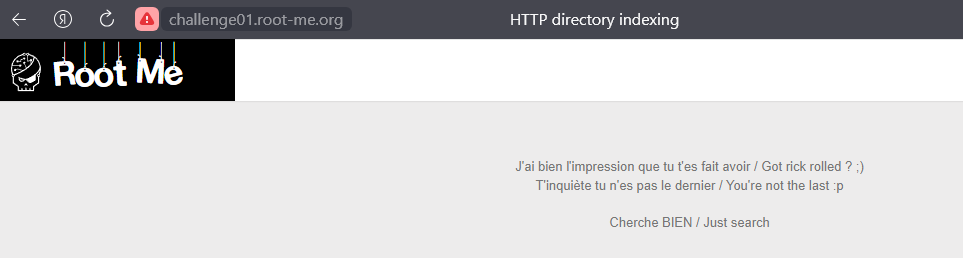 challenge01.root-me.org HTTP directory indexing
Root Me
J'ai bien l'impression que tu t'es fait avoir / Got rick rolled ? ;)
T'inquiète tu n'es pas le dernier / You're not the last :p
Cherche BIEN / Just search